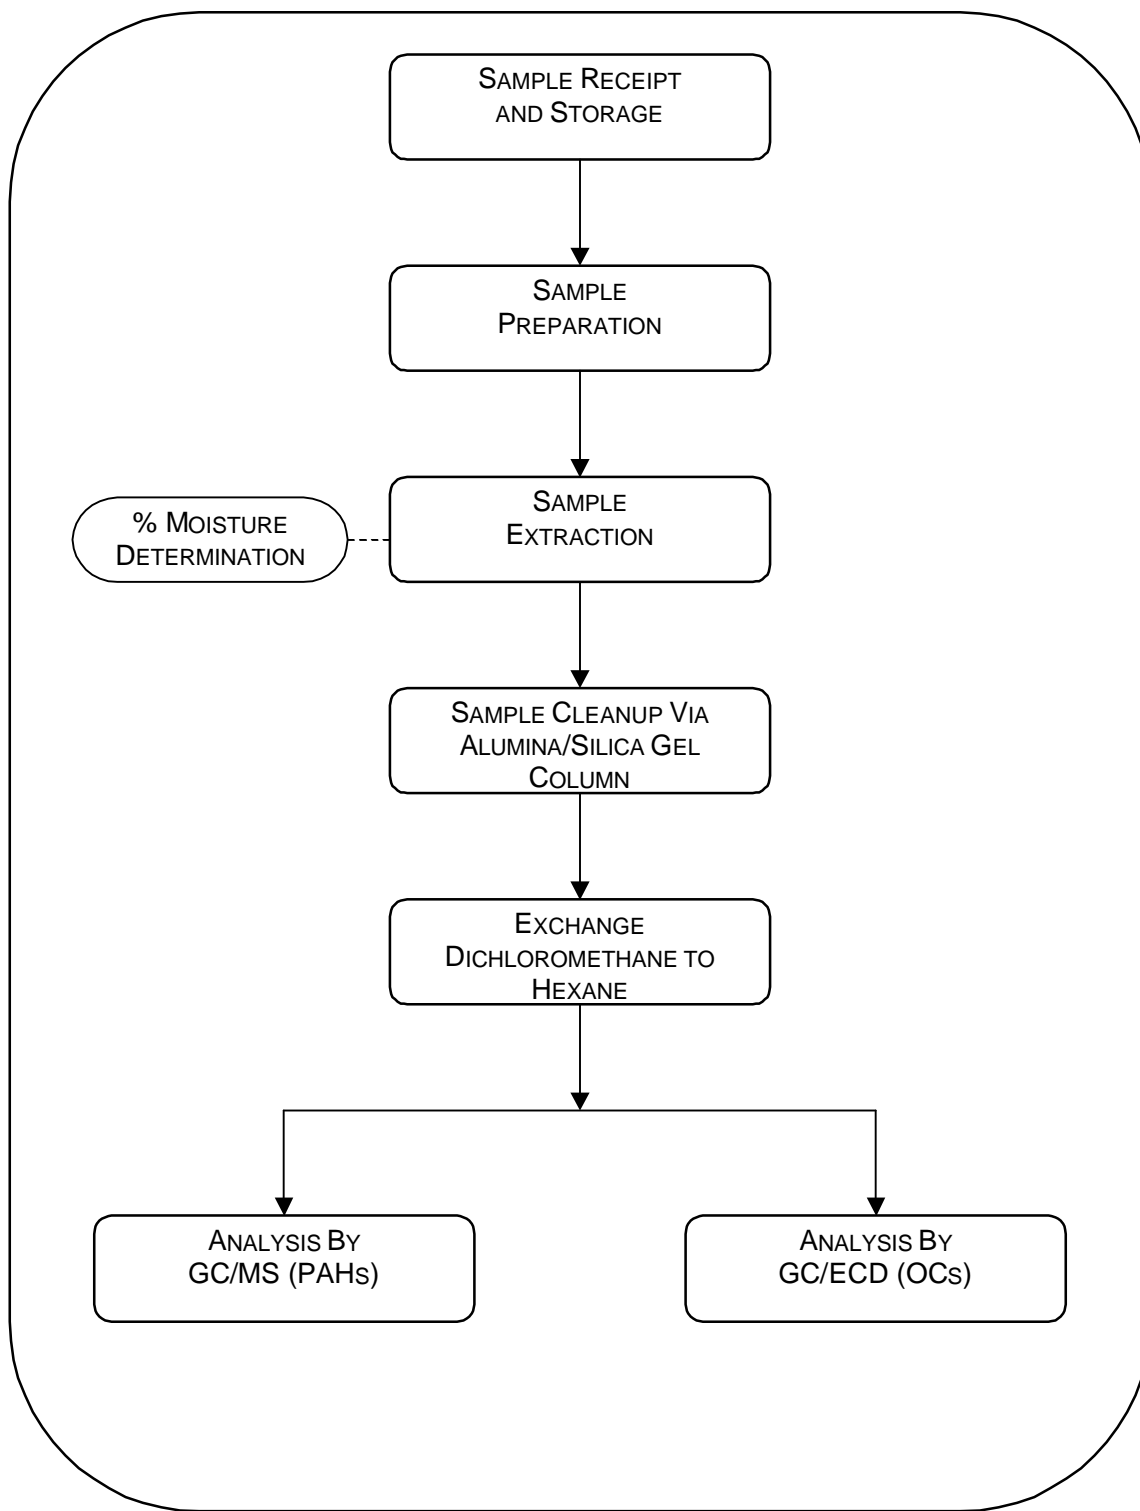 SAMPLE RECEIPT
AND STORAGE
SAMPLE
PREPARATION
SAMPLE
EXTRACTION
% MOISTURE
DETERMINATION
SAMPLE CLEANUP VIA
ALUMINA/SILICA GEL
COLUMN
EXCHANGE
DICHLOROMETHANE TO
HEXANE
ANALYSIS BY
GC/MS (PAHS)
ANALYSIS BY
GC/ECD (OCS)